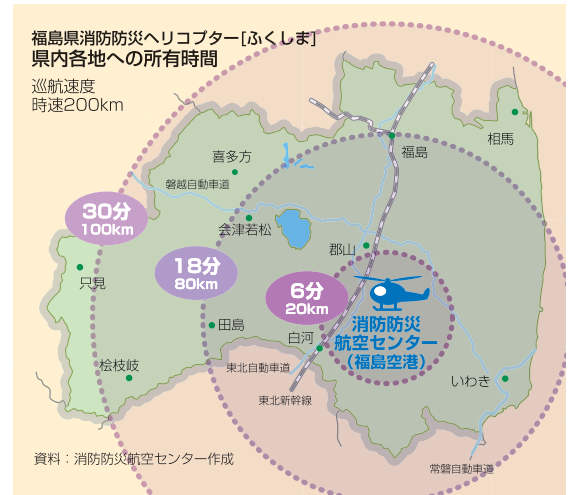 福島県消防防災ヘリコプター[ふくしま]
県内各地への所有時間
巡航速度
時速200km
相馬
福島
喜多方
磐越自動車道
30分
100km
会津若松
郡山
18分
80km
只見
6分
20km
消防防災
航空センター
(福島空港)
田島
白河
東北自動車道
桧枝岐
いわき
東北新幹線
資料：消防防災航空センター作成
常磐自動車道